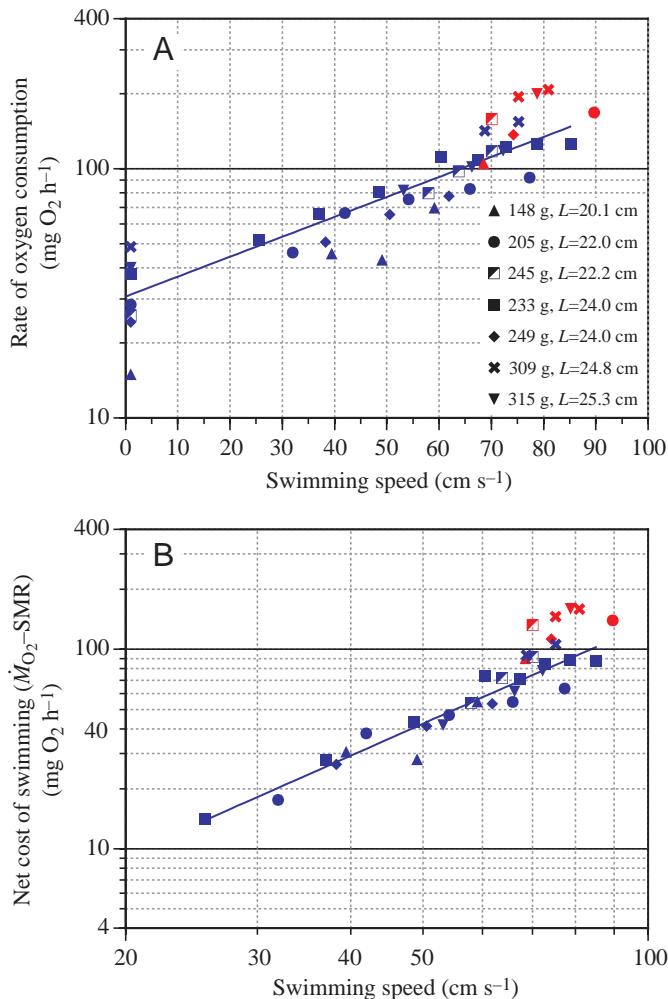 A
400
100
10
Rate of oxygen consumption
(mg O₂ h⁻¹)
148 g, L=20.1 cm
205 g, L=22.0 cm
245 g, L=22.2 cm
233 g, L=24.0 cm
249 g, L=24.0 cm
309 g, L=24.8 cm
315 g, L=25.3 cm
0 10 20 30 40 50 60 70 80 90 100
Swimming speed (cm s⁻¹)
B
400
100
40
10
4
Net cost of swimming (ṀO₂–SMR)
(mg O₂ h⁻¹)
20 30 40 50 100
Swimming speed (cm s⁻¹)